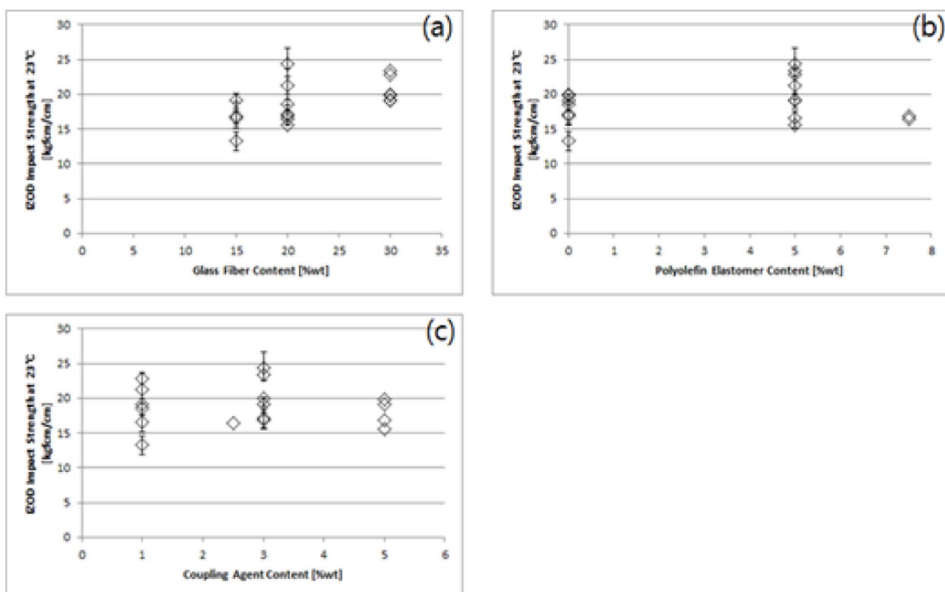 (a)
30
25
20
15
10
5
0
IZOD Impact Strength at 23℃
[kgfcm/cm]
0 5 10 15 20 25 30 35
Glass Fiber Content [%wt]
(b)
30
25
20
15
10
5
0
IZOD Impact Strength at 23℃
[kgfcm/cm]
0 1 2 3 4 5 6 7 8
Polyolefin Elastomer Content [%wt]
(c)
30
25
20
15
10
5
0
IZOD Impact Strength at 23℃
[kgfcm/cm]
0 1 2 3 4 5 6
Coupling Agent Content [%wt]